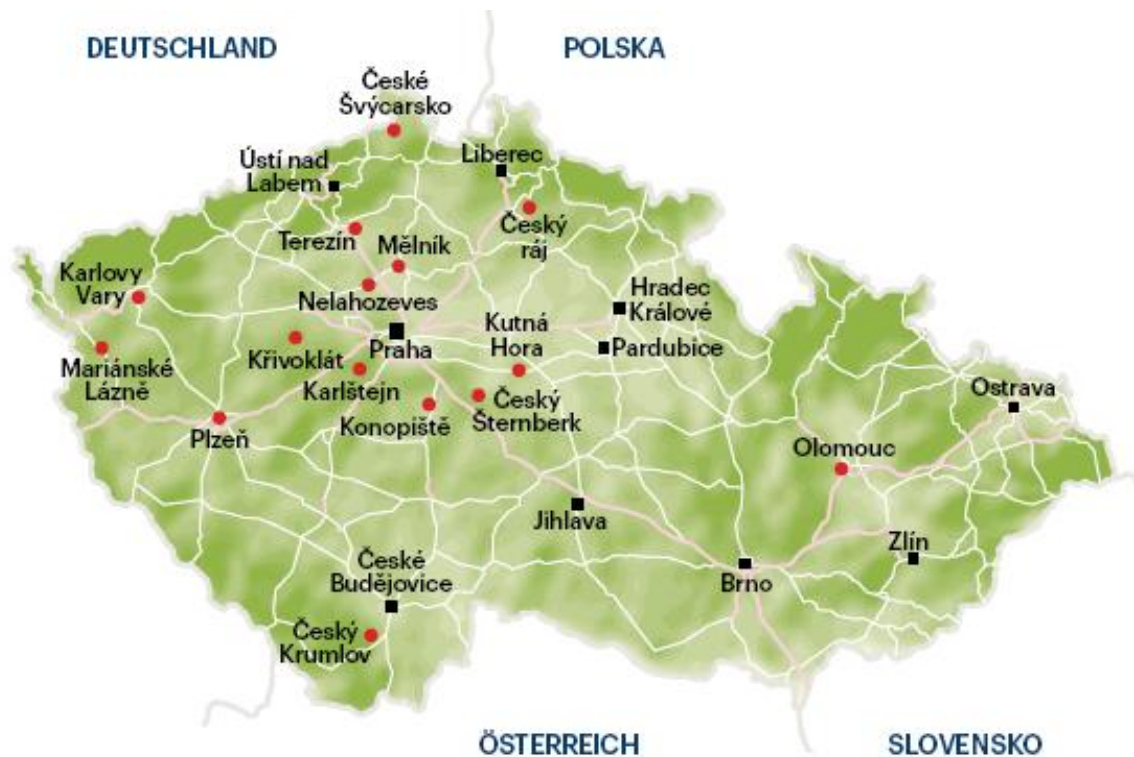 DEUTSCHLAND
POLSKA
České
Švýcarsko
Ústí nad
Labem
Liberec
Terezín
Mělník
Český
ráj
Karlovy
Vary
Nelahozeves
Hradec
Králové
Kutná
Hora
Praha
Pardubice
Mariánské
Lázně
Křivoklát
Karlštejn
Konopiště
Český
Šternberk
Plzeň
Ostrava
Olomouc
Jihlava
Zlín
Brno
České
Budějovice
Český
Krumlov
ÖSTERREICH
SLOVENSKO